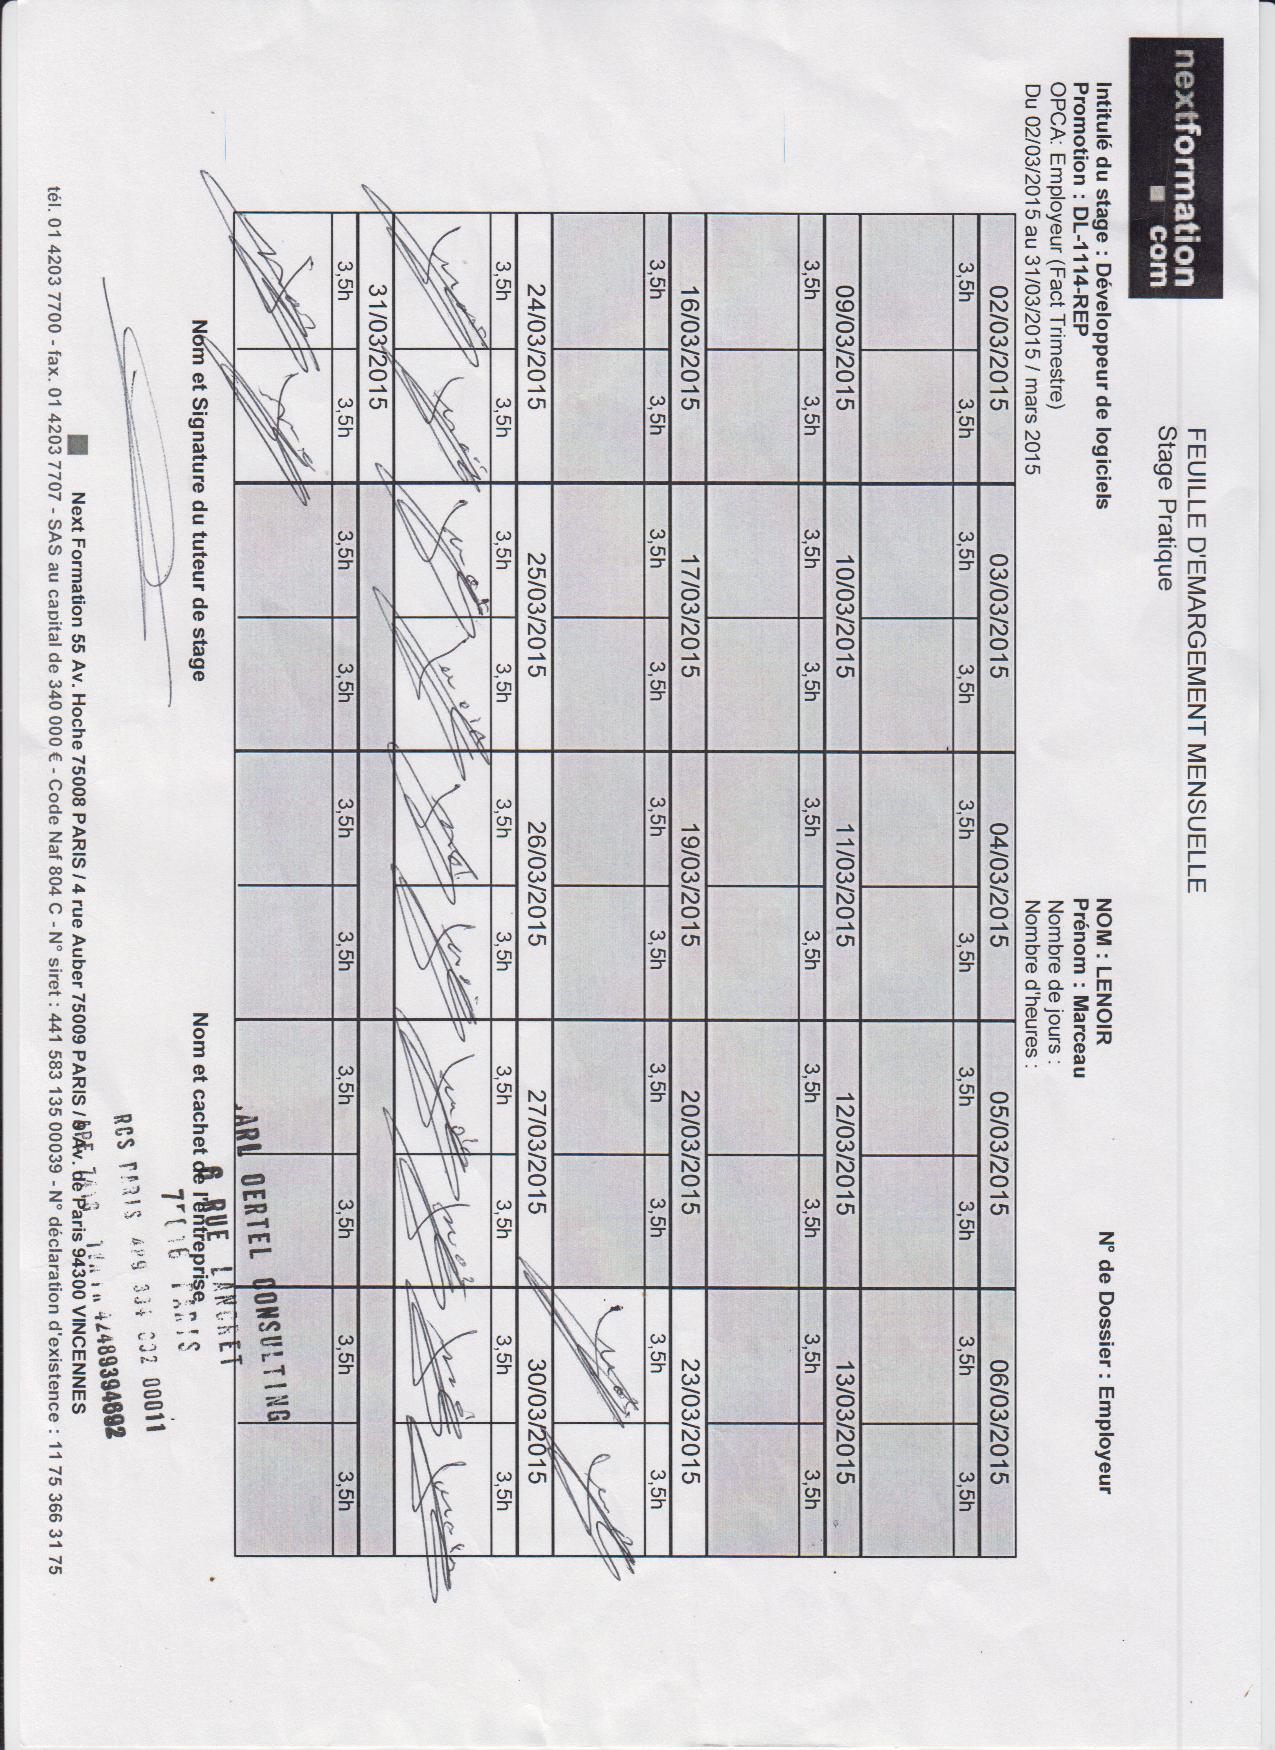 nextformation
com
FEUILLE D'EMARGEMENT MENSUELLE
Stage Pratique
Intitulé du stage : Développeur de logiciels
Promotion : DL-1114-REP
OPCA: Employeur (Fact Trimestre)
Du 02/03/2015 au 31/03/2015 / mars 2015
NOM : LENOIR
Prénom : Marceau
Nombre de jours :
Nombre d'heures :
N° de Dossier : Employeur
02/03/2015 03/03/2015 04/03/2015 05/03/2015 06/03/2015
3,5h 3,5h 3,5h 3,5h 3,5h 3,5h 3,5h 3,5h 3,5h 3,5h
09/03/2015 10/03/2015 11/03/2015 12/03/2015 13/03/2015
3,5h 3,5h 3,5h 3,5h 3,5h 3,5h 3,5h 3,5h 3,5h 3,5h
16/03/2015 17/03/2015 19/03/2015 20/03/2015 23/03/2015
3,5h 3,5h 3,5h 3,5h 3,5h 3,5h 3,5h 3,5h 3,5h 3,5h
24/03/2015 25/03/2015 26/03/2015 27/03/2015 30/03/2015
3,5h 3,5h 3,5h 3,5h 3,5h 3,5h 3,5h 3,5h 3,5h 3,5h
31/03/2015
3,5h 3,5h 3,5h 3,5h 3,5h 3,5h 3,5h 3,5h 3,5h 3,5h
Nom et Signature du tuteur de stage
Nom et cachet de l'entreprise
ARL OERTEL CONSULTING
6 RUE LANCRET
PARIS
RCS PARIS 00011
Next Formation 55 Av. Hoche 75008 PARIS / 4 rue Auber 75009 PARIS / Av. de Paris 94300 VINCENNES
tél. 01 4203 7700 - fax. 01 4203 7707 - SAS au capital de 340 000 € - Code Naf 804 C - N° siret : 441 583 135 00039 - N° déclaration d'existence : 11 75 366 31 75